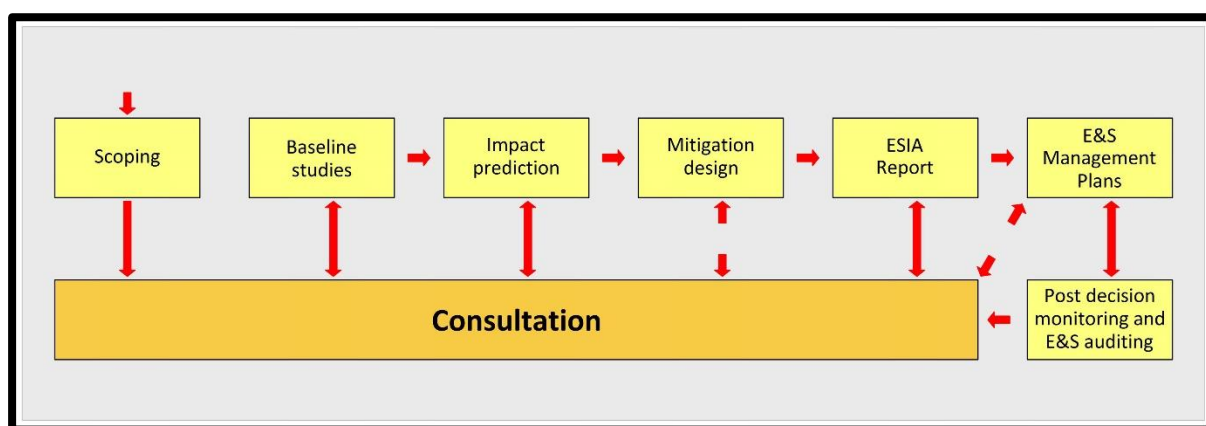 Scoping
Baseline
studies
Impact
prediction
Mitigation
design
ESIA
Report
E&S
Management
Plans
Consultation
Post decision
monitoring and
E&S auditing